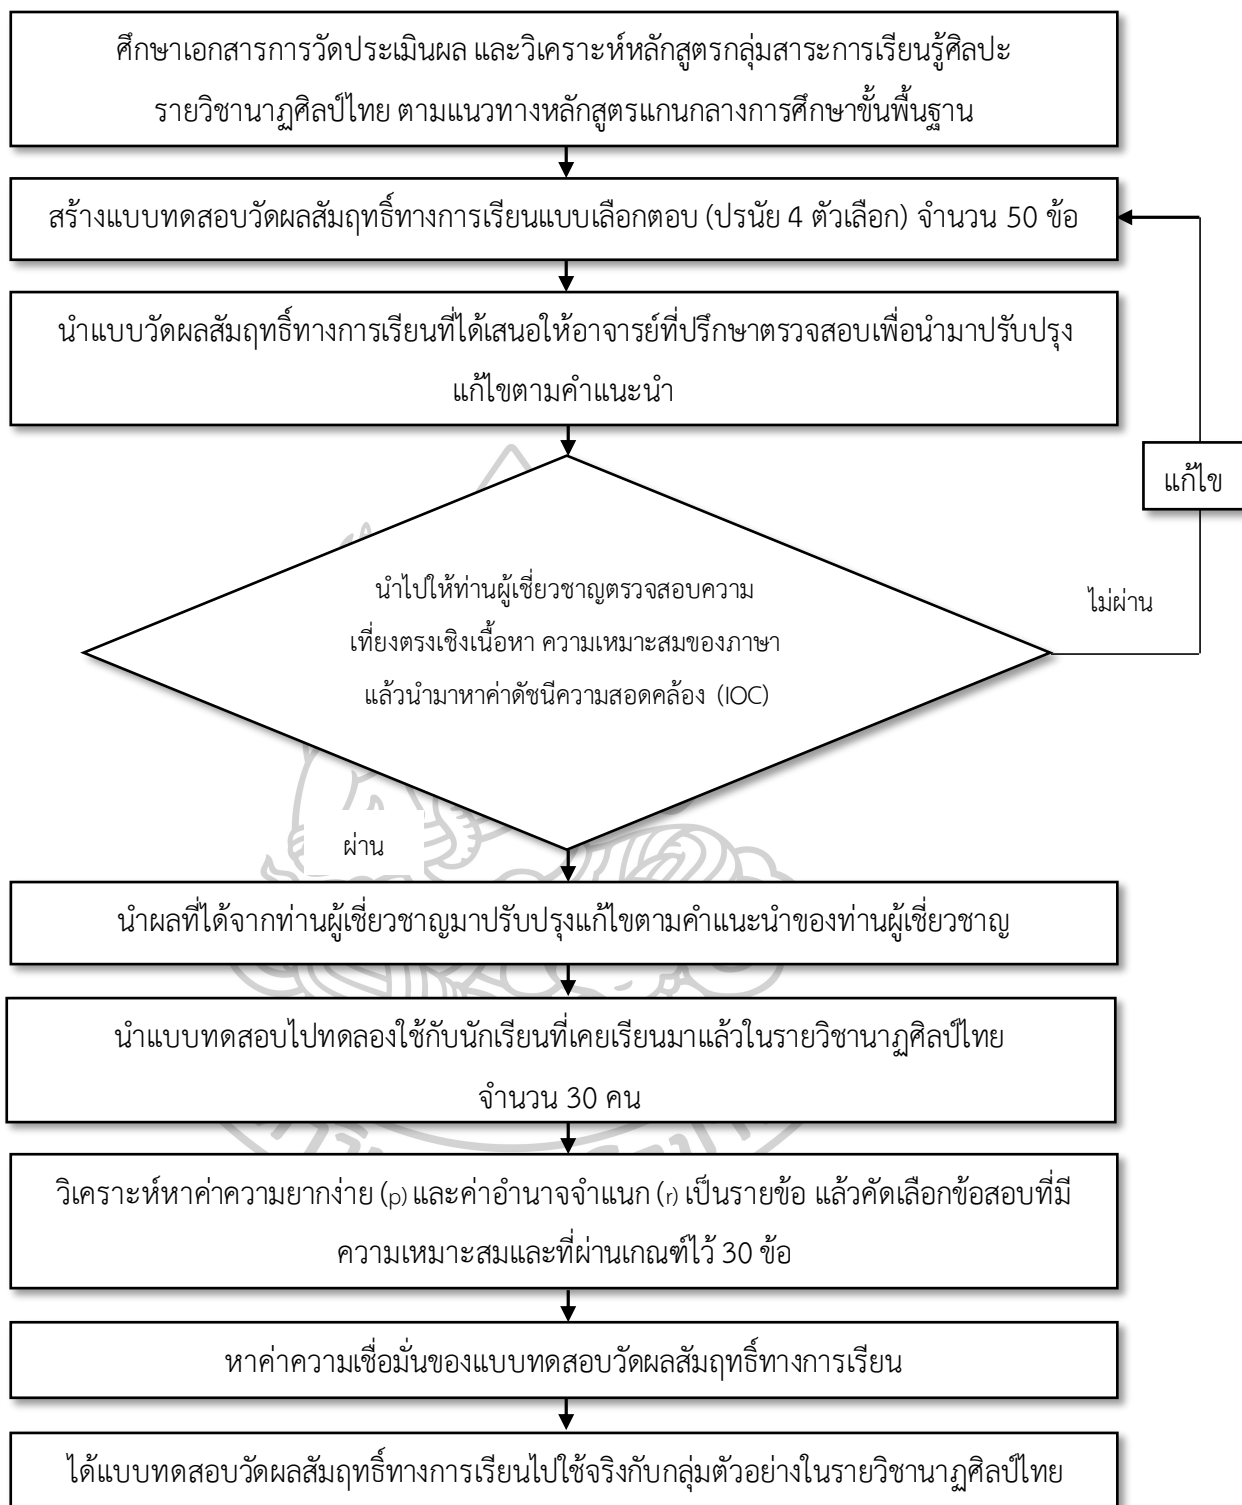 ศึกษาเอกสารการวัดประเมินผล และวิเคราะห์หลักสูตรกลุ่มสาระการเรียนรู้ศิลปะ
รายวิชานาฏศิลป์ไทย ตามแนวทางหลักสูตรแกนกลางการศึกษาขั้นพื้นฐาน
สร้างแบบทดสอบวัดผลสัมฤทธิ์ทางการเรียนแบบเลือกตอบ (ปรนัย 4 ตัวเลือก) จำนวน 50 ข้อ
นำแบบวัดผลสัมฤทธิ์ทางการเรียนที่ได้เสนอให้อาจารย์ที่ปรึกษาตรวจสอบเพื่อนำมาปรับปรุง
แก้ไขตามคำแนะนำ
แก้ไข
นำไปให้ท่านผู้เชี่ยวชาญตรวจสอบความ
เที่ยงตรงเชิงเนื้อหา ความเหมาะสมของภาษา
แล้วนำมาหาค่าดัชนีความสอดคล้อง (IOC)
ไม่ผ่าน
ผ่าน
นำผลที่ได้จากท่านผู้เชี่ยวชาญมาปรับปรุงแก้ไขตามคำแนะนำของท่านผู้เชี่ยวชาญ
นำแบบทดสอบไปทดลองใช้กับนักเรียนที่เคยเรียนมาแล้วในรายวิชานาฏศิลป์ไทย
จำนวน 30 คน
วิเคราะห์หาค่าความยากง่าย (p) และค่าอำนาจจำแนก (r) เป็นรายข้อ แล้วคัดเลือกข้อสอบที่มี
ความเหมาะสมและที่ผ่านเกณฑ์ไว้ 30 ข้อ
หาค่าความเชื่อมั่นของแบบทดสอบวัดผลสัมฤทธิ์ทางการเรียน
ได้แบบทดสอบวัดผลสัมฤทธิ์ทางการเรียนไปใช้จริงกับกลุ่มตัวอย่างในรายวิชานาฏศิลป์ไทย